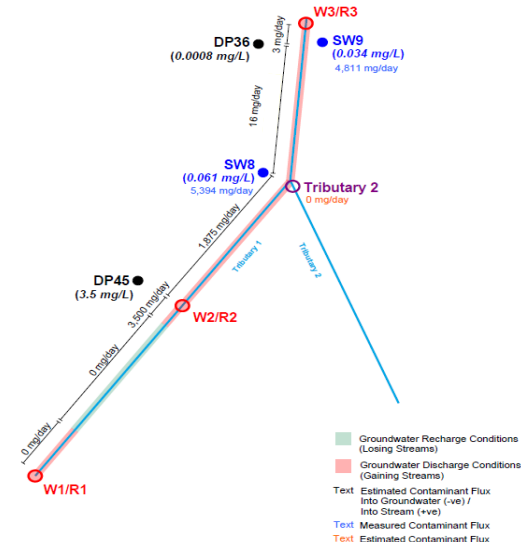 W3/R3
DP36
(0.0008 mg/L)
3 mg/day
SW9
(0.034 mg/L)
4,811 mg/day
16 mg/day
SW8
(0.061 mg/L)
5,394 mg/day
Tributary 2
0 mg/day
1,875 mg/day
Tributary 1
Tributary 2
DP45
(3.5 mg/L)
3,500 mg/day
W2/R2
0 mg/day
0 mg/day
W1/R1
Groundwater Recharge Conditions
(Losing Streams)
Groundwater Discharge Conditions
(Gaining Streams)
Text Estimated Contaminant Flux
Into Groundwater (-ve) /
Into Stream (+ve)
Text Measured Contaminant Flux
Text Estimated Contaminant Flux